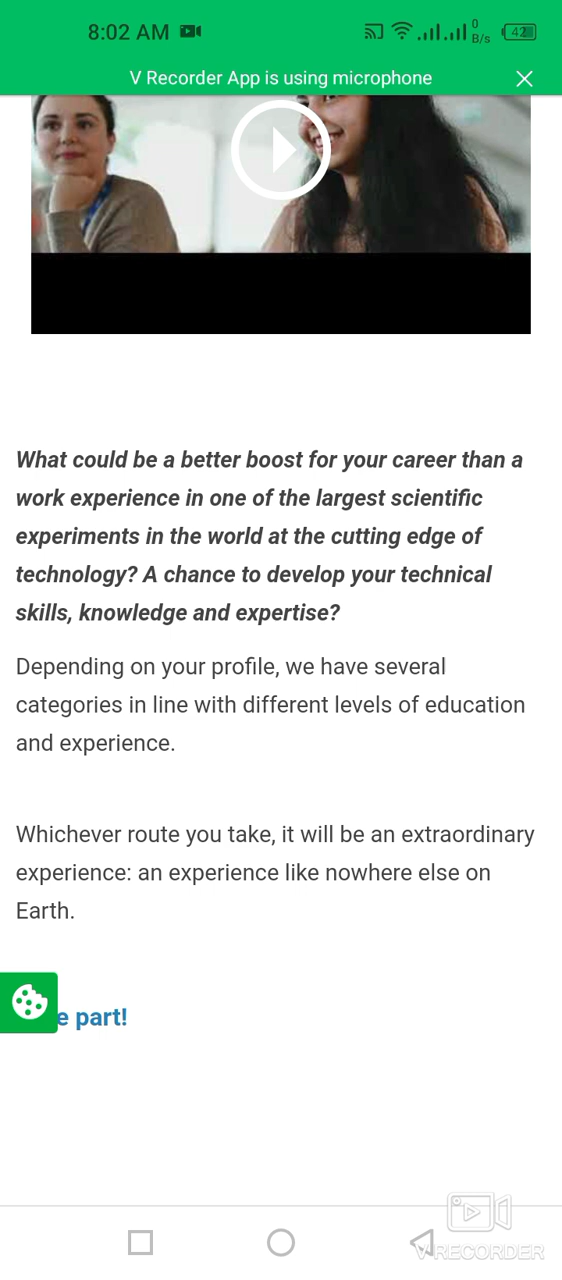 8:02 AM
0
B/s
42
V Recorder App is using microphone
What could be a better boost for your career than a
work experience in one of the largest scientific
experiments in the world at the cutting edge of
technology? A chance to develop your technical
skills, knowledge and expertise?
Depending on your profile, we have several
categories in line with different levels of education
and experience.
Whichever route you take, it will be an extraordinary
experience: an experience like nowhere else on
Earth.
e part!
V RECORDER